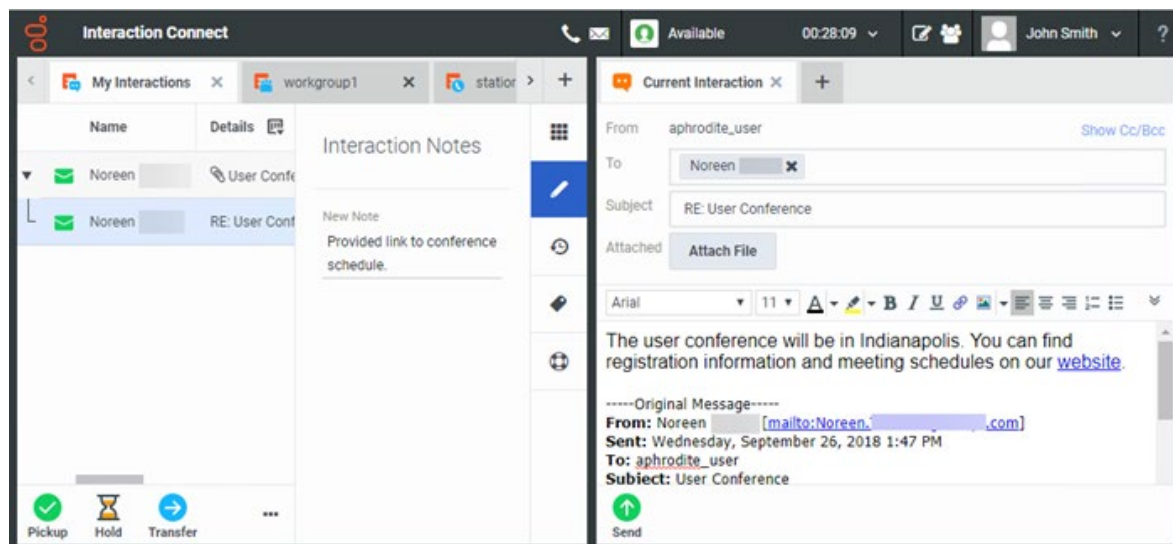 Interaction Connect
Available
00:28:09
John Smith
?
My Interactions
workgroup1
station
Name
Details
Noreen
User Confe
Noreen
RE: User Conf
Interaction Notes
New Note
Provided link to conference
schedule.
Pickup
Hold
Transfer
Current Interaction
From aphrodite_user
Show Cc/Bcc
To Noreen
Subject RE: User Conference
Attached Attach File
Arial 11 A B I U
The user conference will be in Indianapolis. You can find
registration information and meeting schedules on our website.
-----Original Message-----
From: Noreen [mailto:Noreen. .com]
Sent: Wednesday, September 26, 2018 1:47 PM
To: aphrodite_user
Subject: User Conference
Send